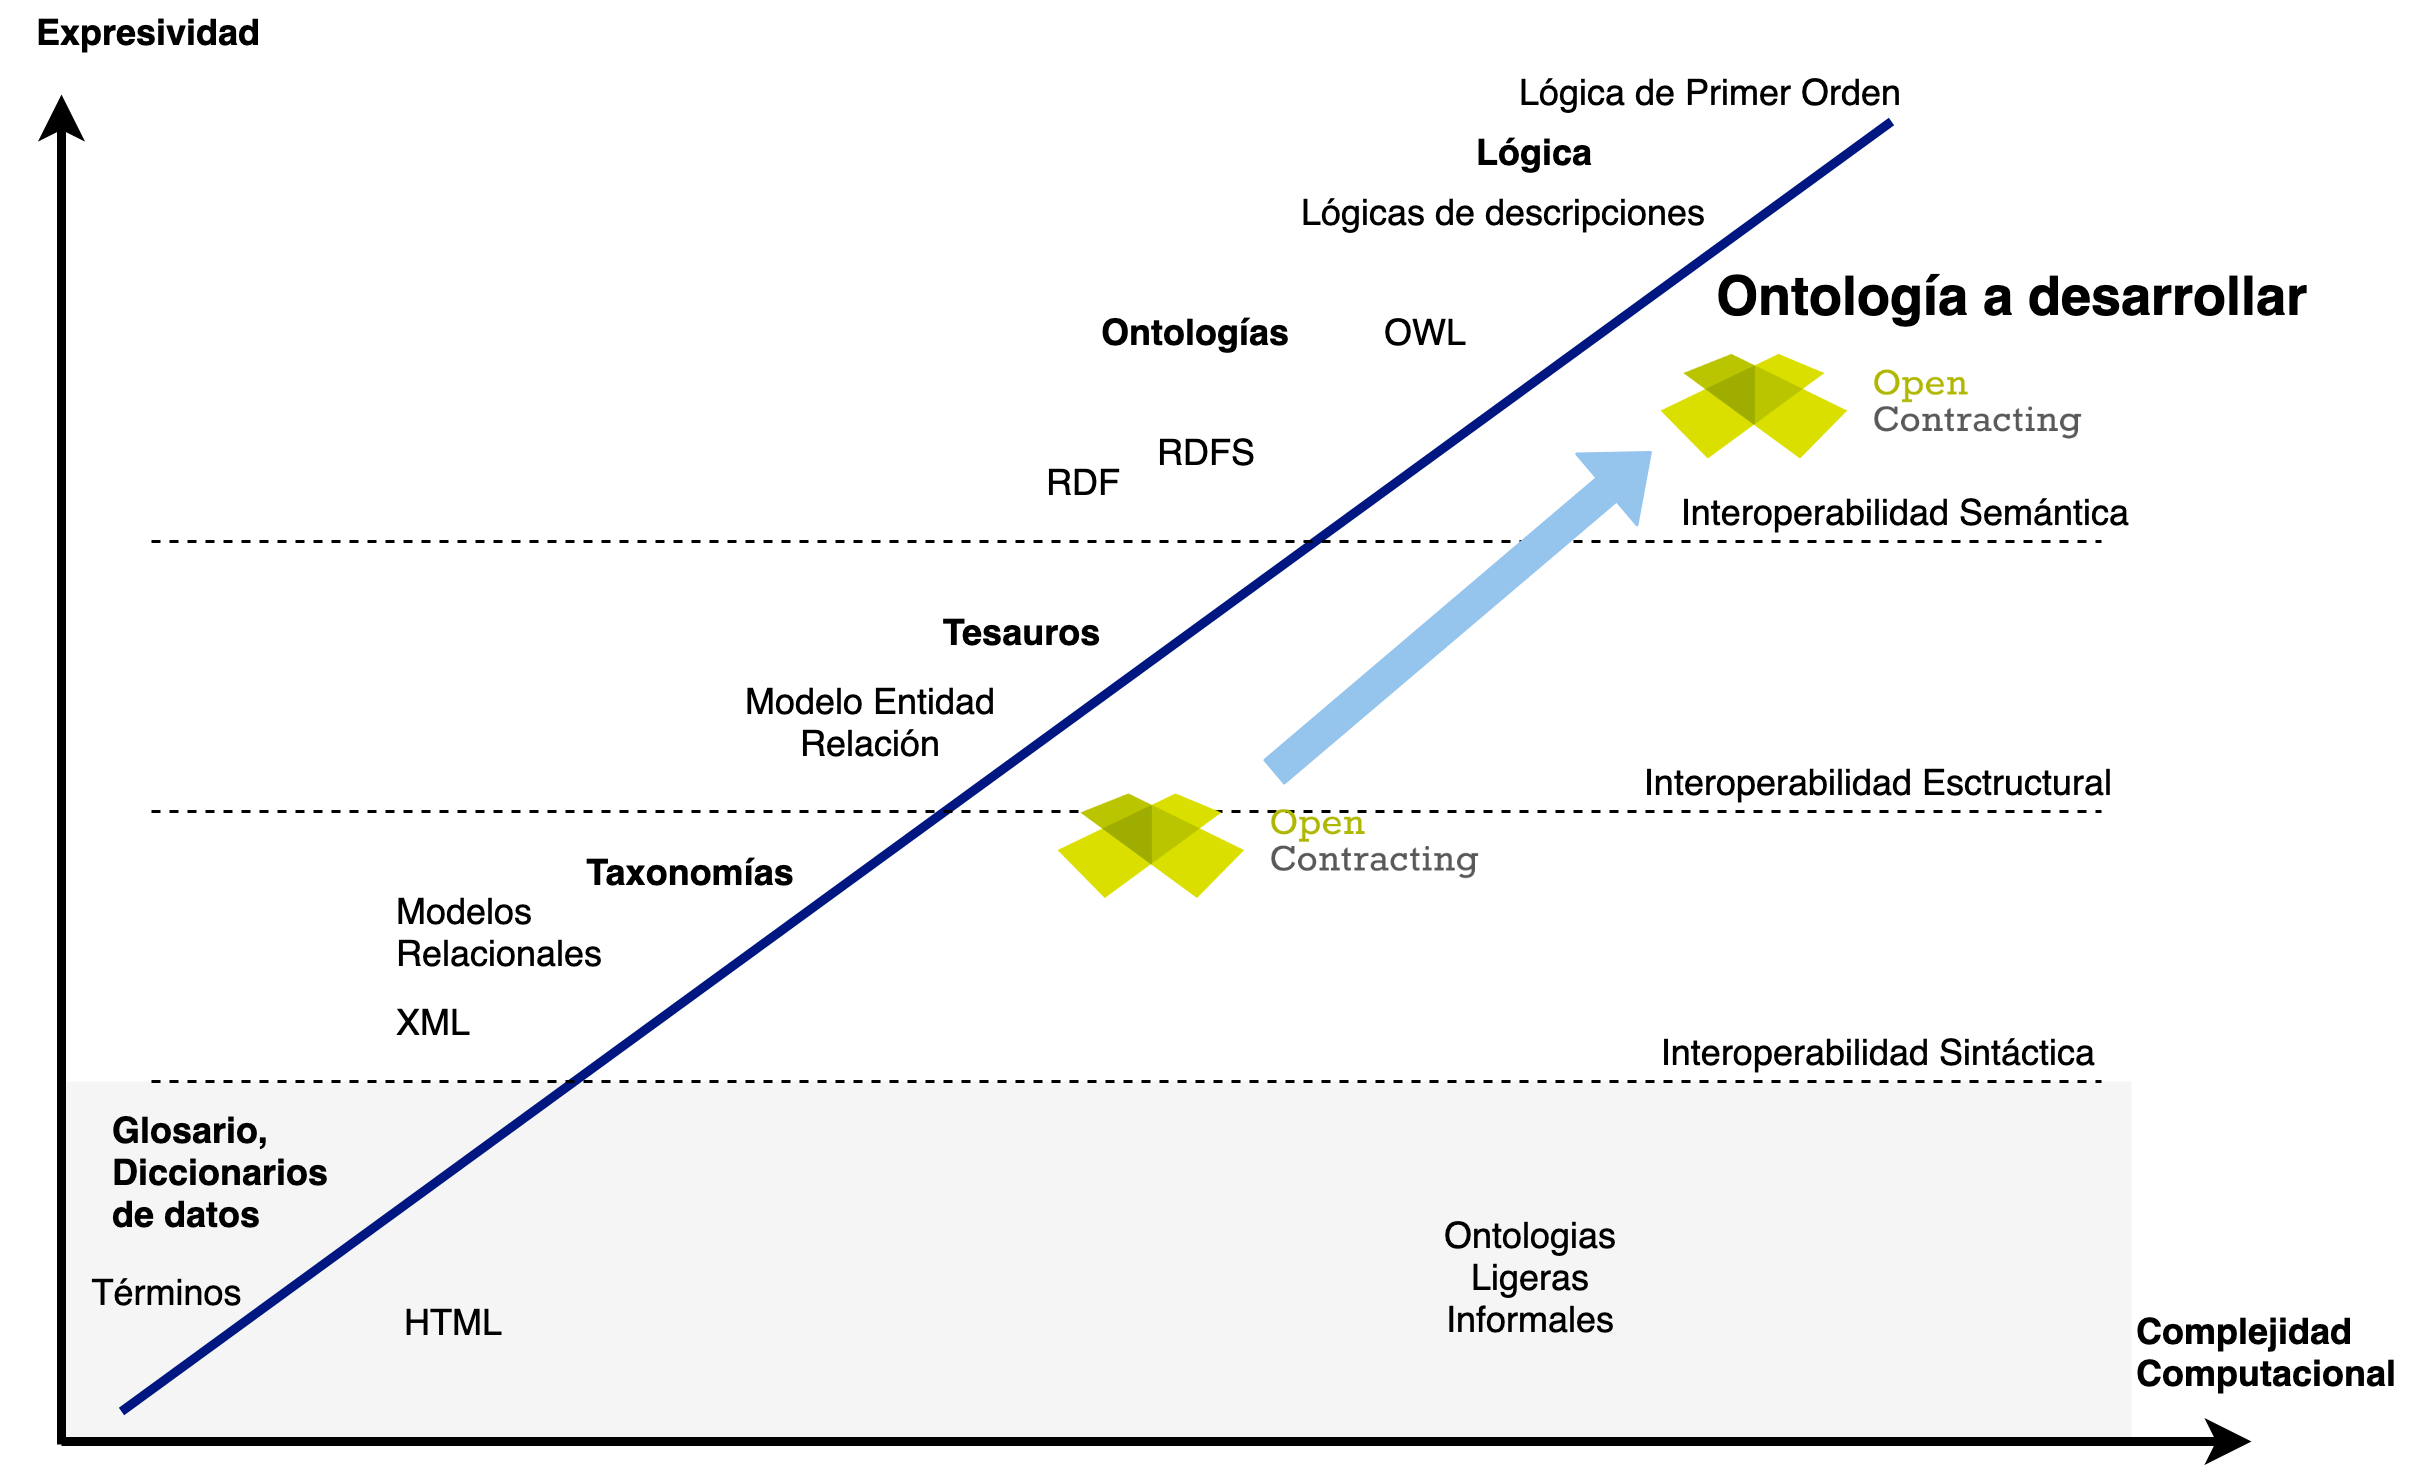 Expresividad
Lógica de Primer Orden
Lógica
Lógicas de descripciones
Ontología a desarrollar
Ontologías
OWL
Open
Contracting
RDFS
RDF
Interoperabilidad Semántica
Tesauros
Modelo Entidad
Relación
Interoperabilidad Esctructural
Open
Contracting
Taxonomías
Modelos
Relacionales
XML
Interoperabilidad Sintáctica
Glosario,
Diccionarios
de datos
Términos
HTML
Ontologias
Ligeras
Informales
Complejidad
Computacional